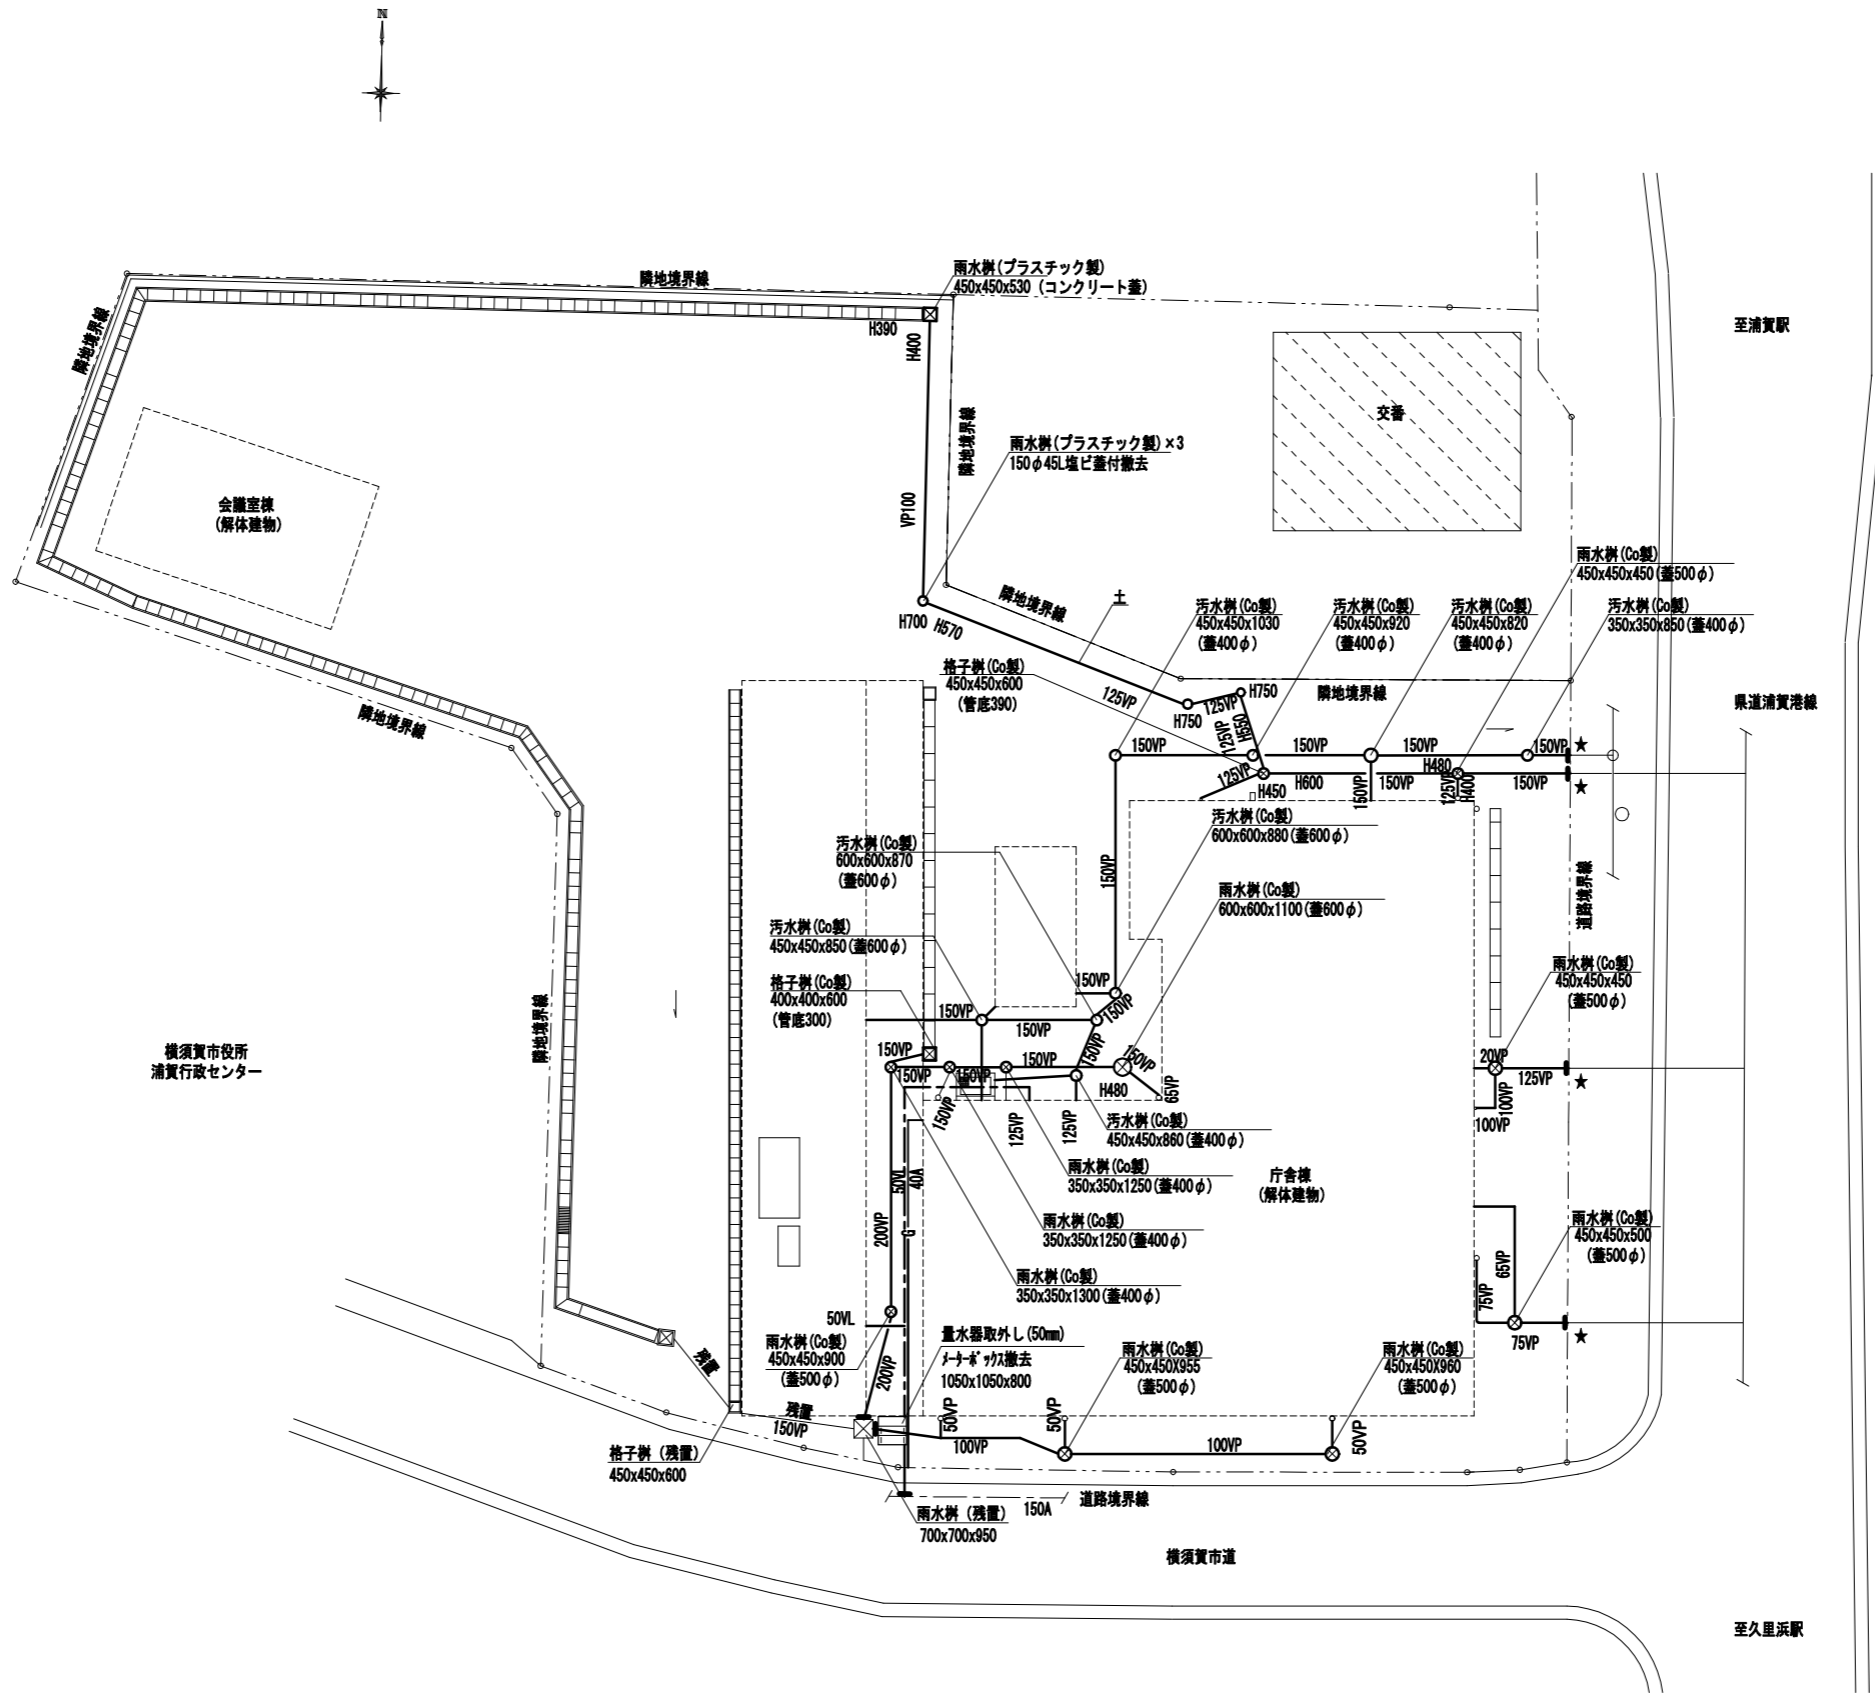 N
隣地境界線
雨水桝(プラスチック製)
450x450x530 (コンクリート蓋)
H390
H400
隣地境界線
至浦賀駅
交番
隣地境界線
雨水桝(プラスチック製)×3
150φ45L塩ビ蓋付撤去
VP100
会議室棟
(解体建物)
雨水桝(Co製)
450x450x450(蓋500φ)
隣地境界線
土
汚水桝(Co製)
450x450x1030
(蓋400φ)
汚水桝(Co製)
450x450x920
(蓋400φ)
汚水桝(Co製)
450x450x820
(蓋400φ)
汚水桝(Co製)
350x350x850(蓋400φ)
H700
H570
格子桝(Co製)
450x450x600
(管底390)
125VP
125VP
H750
H750
隣地境界線
県道浦賀港線
隣地境界線
125VP
H550
150VP
150VP
150VP
150VP
★
H480
125VP
H450
H600
150VP
150VP
125VP
H400
150VP
★
汚水桝(Co製)
600x600x880(蓋600φ)
汚水桝(Co製)
600x600x870
(蓋600φ)
150VP
道路境界線
雨水桝(Co製)
600x600x1100(蓋600φ)
汚水桝(Co製)
450x450x850(蓋600φ)
格子桝(Co製)
400x400x600
(管底300)
150VP
150VP
雨水桝(Co製)
450x450x450
(蓋500φ)
150VP
150VP
隣地境界線
横須賀市役所
浦賀行政センター
150VP
150VP
150VP
150VP
150VP
150VP
H480
65VP
20VP
125VP
★
100VP
100VP
150VP
125VP
125VP
汚水桝(Co製)
450x450x860(蓋400φ)
雨水桝(Co製)
350x350x1250(蓋400φ)
庁舎棟
(解体建物)
50VL
40A
200VP
G
雨水桝(Co製)
350x350x1250(蓋400φ)
雨水桝(Co製)
450x450x500
(蓋500φ)
65VP
75VP
雨水桝(Co製)
350x350x1300(蓋400φ)
50VL
量水器取外し(50mm)
メーターボックス撤去
1050x1050x800
雨水桝(Co製)
450x450x900
(蓋500φ)
200VP
雨水桝(Co製)
450x450X955
(蓋500φ)
雨水桝(Co製)
450x450X960
(蓋500φ)
75VP
★
残置
残置
150VP
50VP
50VP
50VP
100VP
100VP
格子桝 (残置)
450x450x600
雨水桝 (残置)
700x700x950
150A
道路境界線
横須賀市道
至久里浜駅